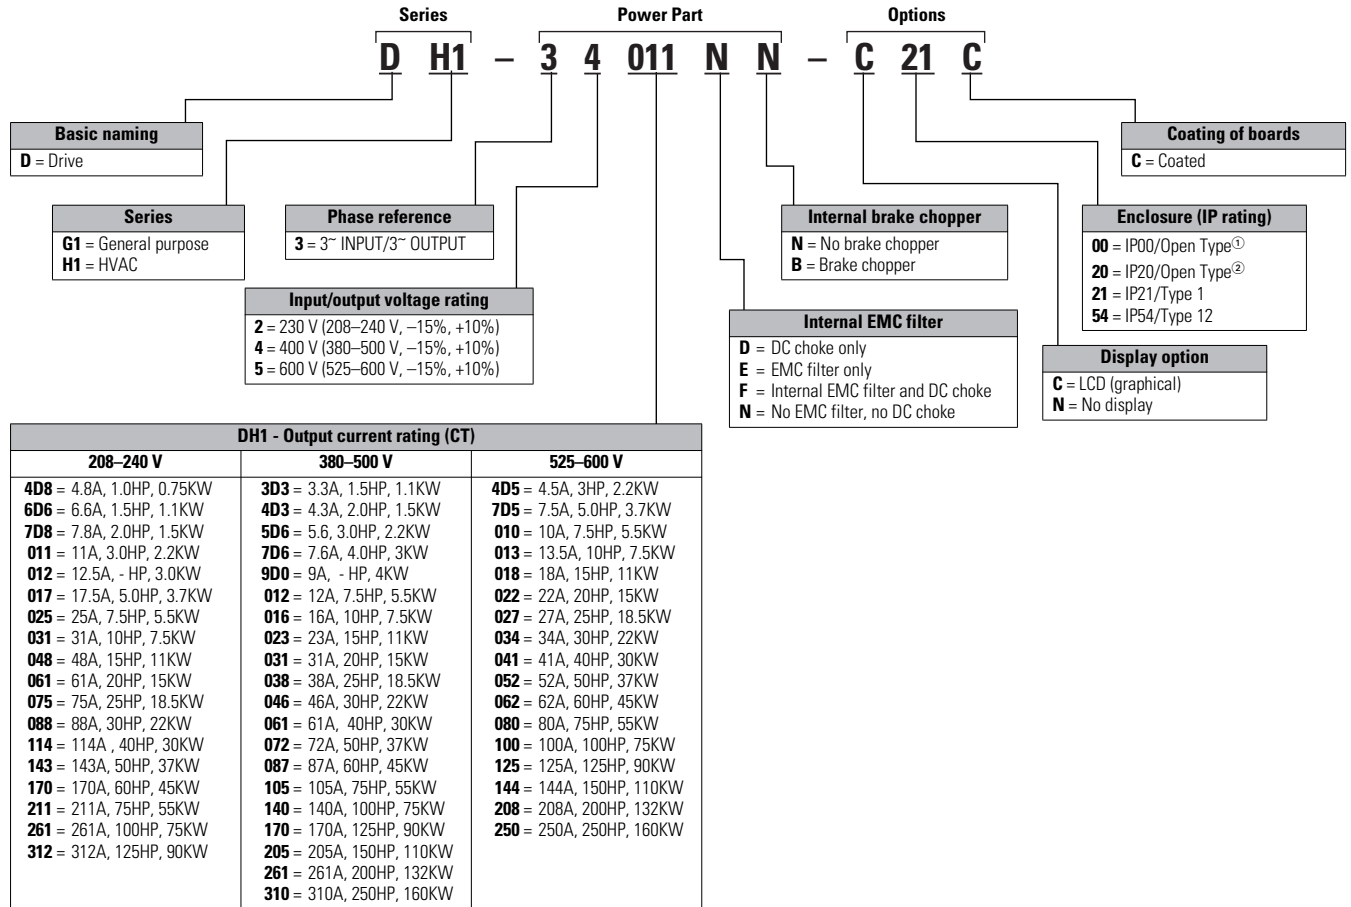 Series Power Part Options
D H1 – 3 4 011 N N – C 21 C
Basic naming
D = Drive
Coating of boards
C = Coated
Series
G1 = General purpose
H1 = HVAC
Phase reference
3 = 3~ INPUT/3~ OUTPUT
Internal brake chopper
N = No brake chopper
B = Brake chopper
Enclosure (IP rating)
00 = IP00/Open Type①
20 = IP20/Open Type②
21 = IP21/Type 1
54 = IP54/Type 12
Input/output voltage rating
2 = 230 V (208–240 V, –15%, +10%)
4 = 400 V (380–500 V, –15%, +10%)
5 = 600 V (525–600 V, –15%, +10%)
Internal EMC filter
D = DC choke only
E = EMC filter only
F = Internal EMC filter and DC choke
N = No EMC filter, no DC choke
Display option
C = LCD (graphical)
N = No display
DH1 - Output current rating (CT)
208–240 V
4D8 = 4.8A, 1.0HP, 0.75KW
6D6 = 6.6A, 1.5HP, 1.1KW
7D8 = 7.8A, 2.0HP, 1.5KW
011 = 11A, 3.0HP, 2.2KW
012 = 12.5A, - HP, 3.0KW
017 = 17.5A, 5.0HP, 3.7KW
025 = 25A, 7.5HP, 5.5KW
031 = 31A, 10HP, 7.5KW
048 = 48A, 15HP, 11KW
061 = 61A, 20HP, 15KW
075 = 75A, 25HP, 18.5KW
088 = 88A, 30HP, 22KW
114 = 114A , 40HP, 30KW
143 = 143A, 50HP, 37KW
170 = 170A, 60HP, 45KW
211 = 211A, 75HP, 55KW
261 = 261A, 100HP, 75KW
312 = 312A, 125HP, 90KW
380–500 V
3D3 = 3.3A, 1.5HP, 1.1KW
4D3 = 4.3A, 2.0HP, 1.5KW
5D6 = 5.6, 3.0HP, 2.2KW
7D6 = 7.6A, 4.0HP, 3KW
9D0 = 9A, - HP, 4KW
012 = 12A, 7.5HP, 5.5KW
016 = 16A, 10HP, 7.5KW
023 = 23A, 15HP, 11KW
031 = 31A, 20HP, 15KW
038 = 38A, 25HP, 18.5KW
046 = 46A, 30HP, 22KW
061 = 61A, 40HP, 30KW
072 = 72A, 50HP, 37KW
087 = 87A, 60HP, 45KW
105 = 105A, 75HP, 55KW
140 = 140A, 100HP, 75KW
170 = 170A, 125HP, 90KW
205 = 205A, 150HP, 110KW
261 = 261A, 200HP, 132KW
310 = 310A, 250HP, 160KW
525–600 V
4D5 = 4.5A, 3HP, 2.2KW
7D5 = 7.5A, 5.0HP, 3.7KW
010 = 10A, 7.5HP, 5.5KW
013 = 13.5A, 10HP, 7.5KW
018 = 18A, 15HP, 11KW
022 = 22A, 20HP, 15KW
027 = 27A, 25HP, 18.5KW
034 = 34A, 30HP, 22KW
041 = 41A, 40HP, 30KW
052 = 52A, 50HP, 37KW
062 = 62A, 60HP, 45KW
080 = 80A, 75HP, 55KW
100 = 100A, 100HP, 75KW
125 = 125A, 125HP, 90KW
144 = 144A, 150HP, 110KW
208 = 208A, 200HP, 132KW
250 = 250A, 250HP, 160KW